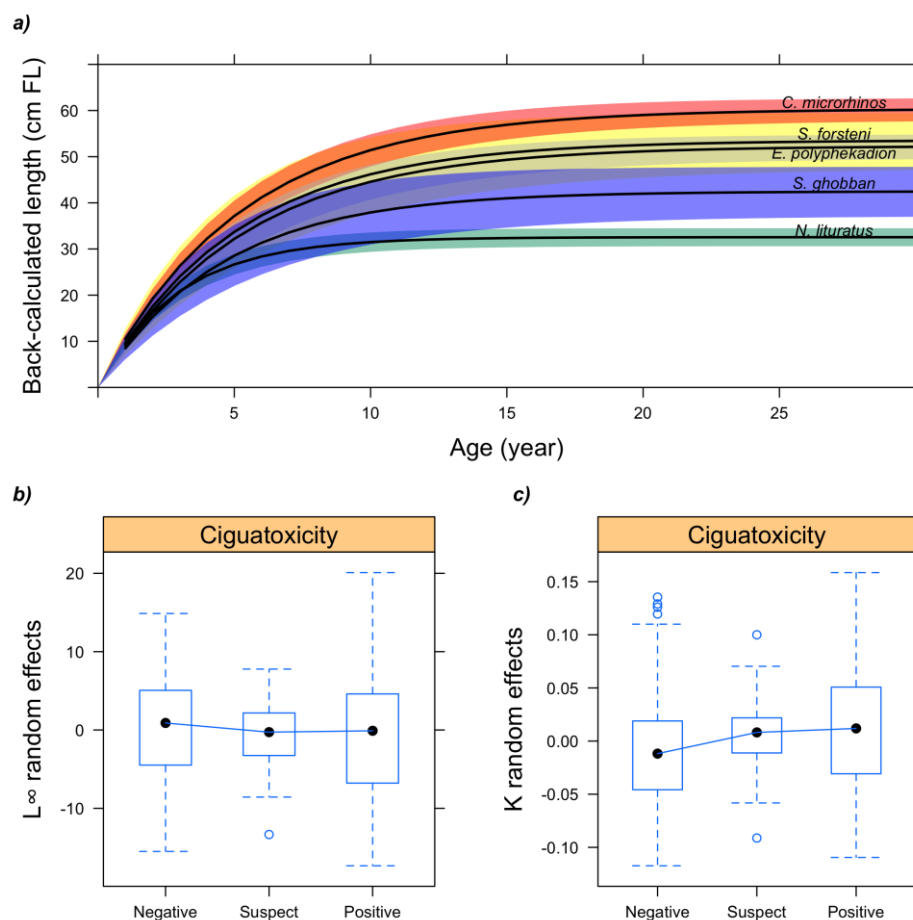 a)
Back-calculated length (cm FL)
60
50
40
30
20
10
C. microrhinos
S. forsteni
E. polyphekadion
S. ghobban
N. lituratus
5
10
15
20
25
Age (year)
b)
Ciguatoxicity
L∞ random effects
20
10
0
-10
Negative
Suspect
Positive
c)
Ciguatoxicity
K random effects
0.15
0.10
0.05
0.00
-0.05
-0.10
Negative
Suspect
Positive